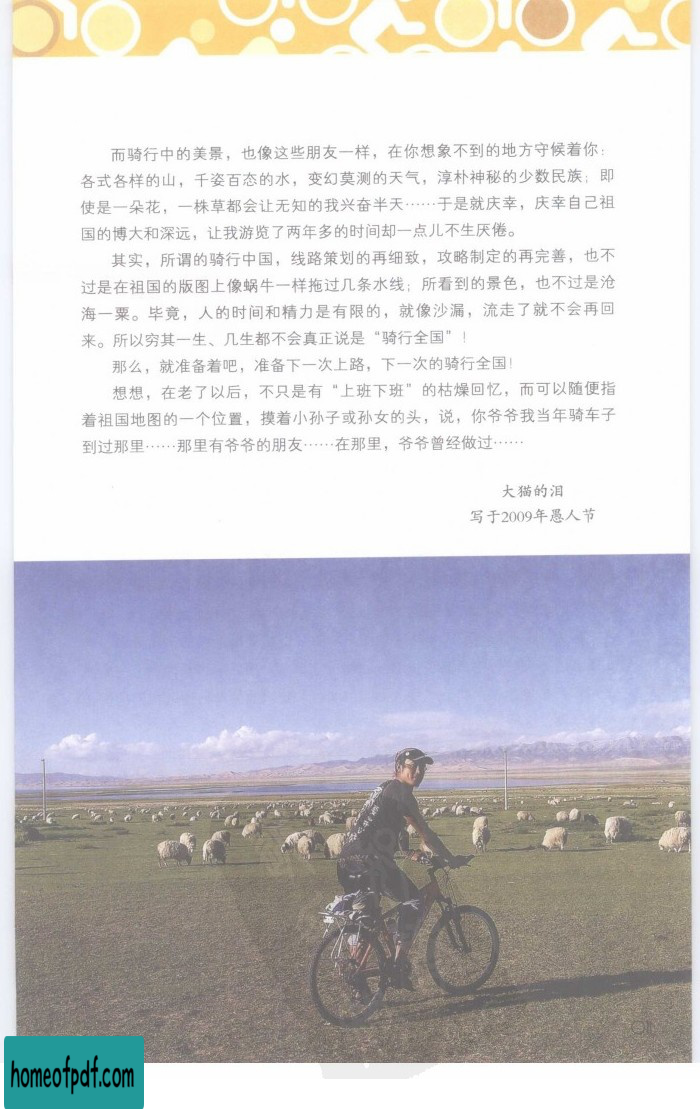 而骑行中的美景，也像这些朋友一样，在你想象不到的地方守候着你：
各式各样的山，千姿百态的水，变幻莫测的天气，淳朴神秘的少数民族；即
使是一朵花，一株草都会让无知的我兴奋半天……于是就庆幸，庆幸自己祖
国的博大和深远，让我游览了两年多的时间却一点儿不生厌倦。
其实，所谓的骑行中国，线路策划的再细致，攻略制定的再完善，也不
过是在祖国的版图上像蜗牛一样拖过几条水线；所看到的景色，也不过是沧
海一粟。毕竟，人的时间和精力是有限的，就像沙漏，流走了就不会再回
来。所以穷其一生、几生都不会真正说是“骑行全国”！
那么，就准备着吧，准备下一次上路，下一次的骑行全国！
想想，在老了以后，不只是有“上班下班”的枯燥回忆，而可以随便指
着祖国地图的一个位置，摸着小孙子或孙女的头，说，你爷爷我当年骑车子
到过那里……那里有爷爷的朋友……在那里，爷爷曾经做过……
大猫的泪
写于2009年愚人节
homeofpdf.com